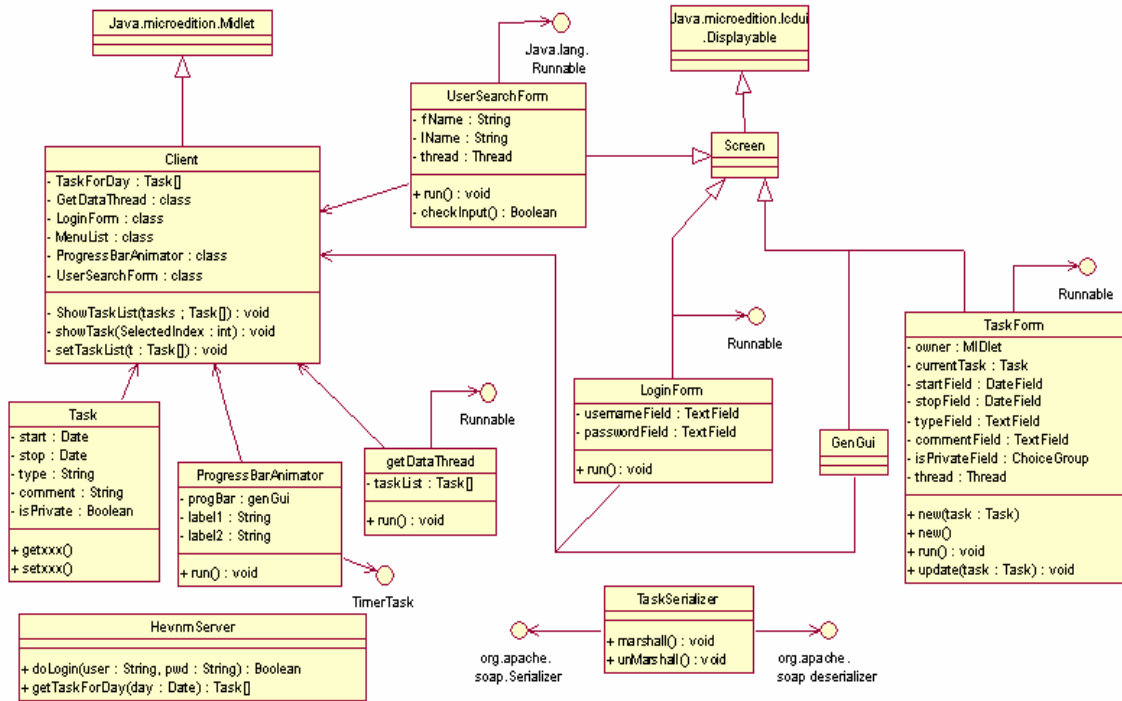 Java.microedition.Midlet
Java.lang.
Runnable
Java.microedition.lcdui
.Displayable
UserSearchForm
- fName : String
- lName : String
- thread : Thread
+ run() : void
- checkInput() : Boolean
Screen
Client
- TaskForDay : Task[]
- GetDataThread : class
- LoginForm : class
- MenuList : class
- ProgressBarAnimator : class
- UserSearchForm : class
- ShowTaskList(tasks ; Task[]) : void
- showTask(SelectedIndex : int) : void
- setTaskList(t : Task[]) : void
Runnable
TaskForm
- owner : MIDlet
- currentTask : Task
- startField : DateField
- stopField : DateField
- typeField : TextField
- commentField : TextField
- isPrivateField : ChoiceGroup
- thread : Thread
+ new(task : Task)
+ new()
+ run() : void
+ update(task : Task) : void
Runnable
LoginForm
- usernameField : TextField
- passwordField : TextField
+ run() : void
GenGui
Task
- start : Date
- stop : Date
- type : String
- comment : String
- isPrivate : Boolean
+ getxxx()
+ setxxx()
ProgressBarAnimator
- progBar : genGui
- label1 : String
- label2 : String
+ run() : void
TimerTask
Runnable
getDataThread
- taskList : Task[]
+ run() : void
HevnmServer
+ doLogin(user : String, pwd : String) : Boolean
+ getTaskForDay(day : Date) : Task[]
TaskSerializer
+ marshall() : void
+ unMarshall() : void
org.apache.
soap.Serializer
org.apache.
soap deserializer